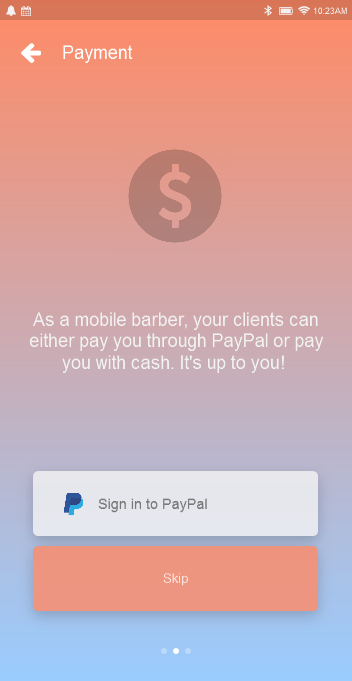 10:23AM
Payment
$
As a mobile barber, your clients can
either pay you through PayPal or pay
you with cash. It's up to you!
Sign in to PayPal
Skip